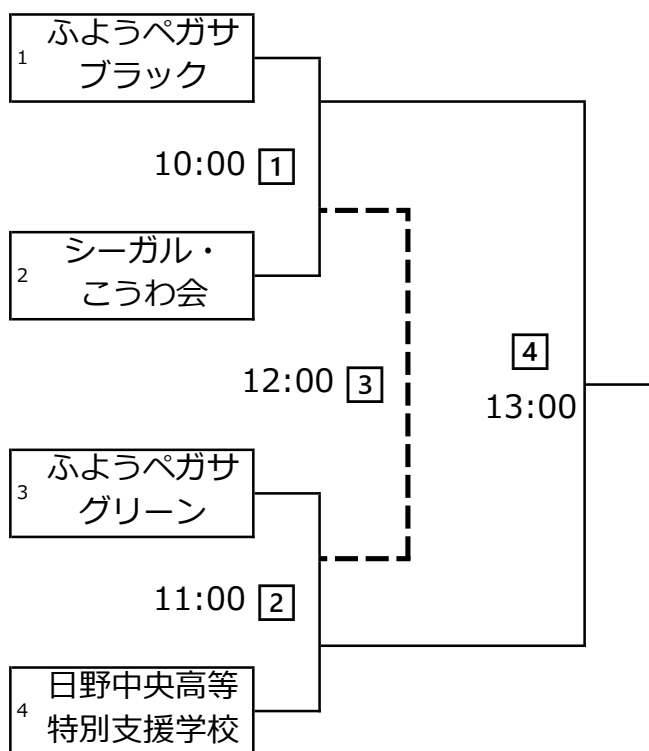 1
ふようペガサ
ブラック
10:00 1
2
シーガル・
こうわ会
12:00 3
4
13:00
3
ふようペガサ
グリーン
11:00 2
4
日野中央高等
特別支援学校